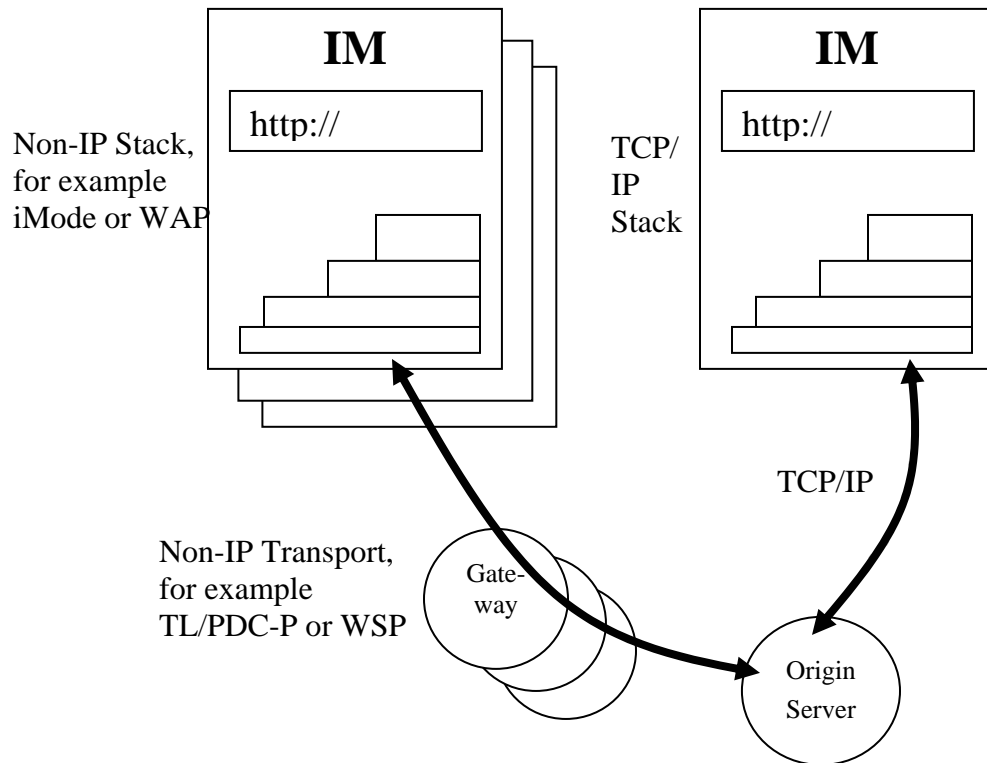 IM
http://
Non-IP Stack,
for example
iMode or WAP
IM
http://
TCP/
IP
Stack
TCP/IP
Non-IP Transport,
for example
TL/PDC-P or WSP
Gate-
way
Origin
Server